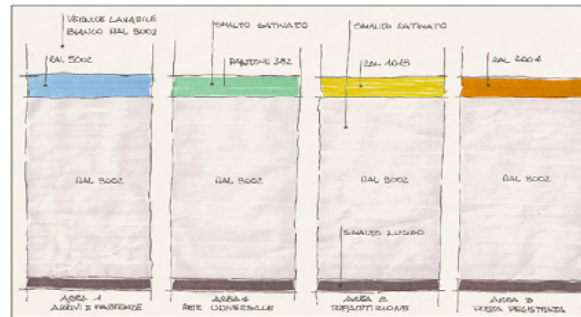 VERNICE LAVABILE
BIANCO RAL 9002
SMALTO SATINATO
SMALTO SATINATO
RAL 5002
PANTONE 382
RAL 1018
RAL 2004
RAL 9002
RAL 9002
RAL 9002
RAL 9002
SMALTO LUCIDO
AREA 1
ARRIVI E PARTENZE
AREA 4
RETE UNIVERSALE
AREA 2
RIPARTIZIONE
AREA 3
POSTA REGISTRATA